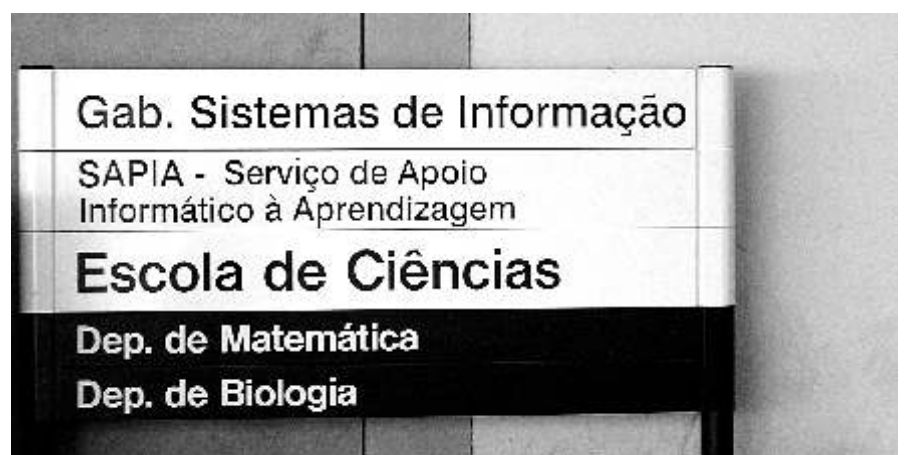 Gab. Sistemas de Informação
SAPIA - Serviço de Apoio
Informático à Aprendizagem
Escola de Ciências
Dep. de Matemática
Dep. de Biologia